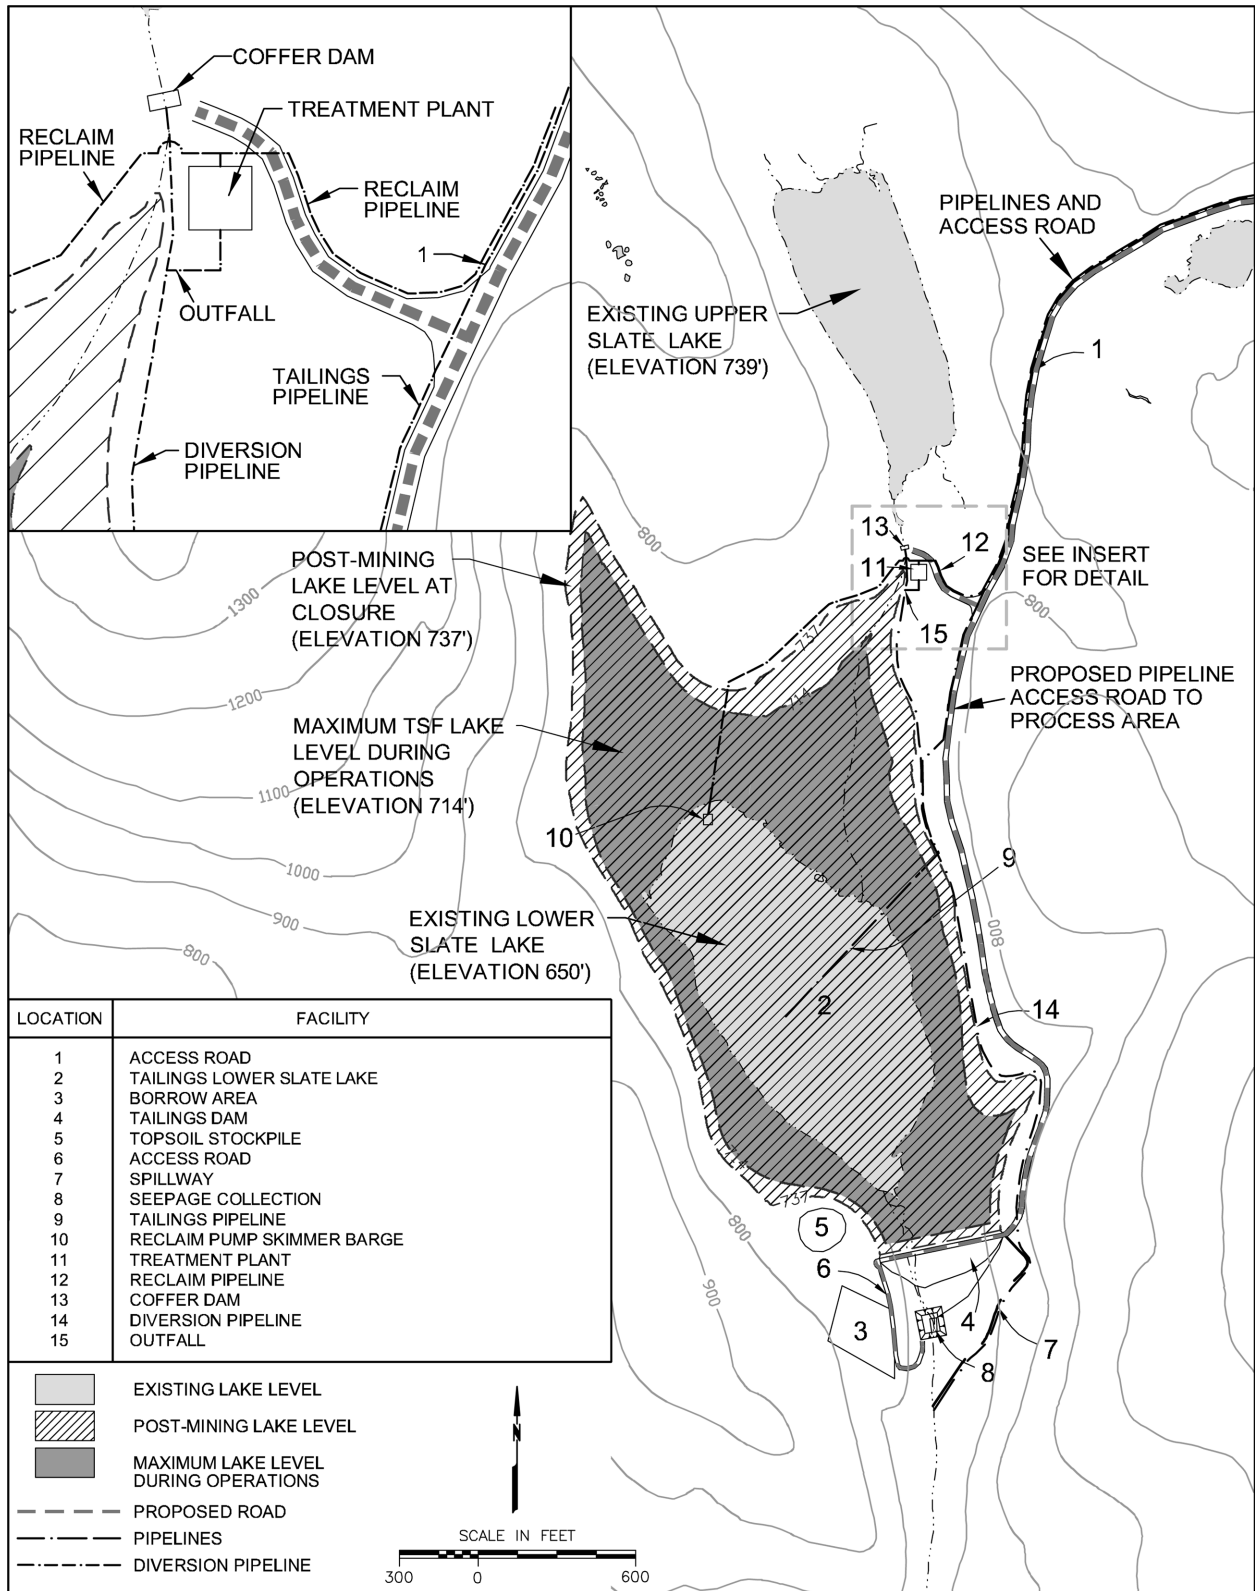 COFFER DAM
TREATMENT PLANT
RECLAIM
PIPELINE
RECLAIM
PIPELINE
1
OUTFALL
TAILINGS
PIPELINE
DIVERSION
PIPELINE
PIPELINES AND
ACCESS ROAD
EXISTING UPPER
SLATE LAKE
(ELEVATION 739')
1
800
13
12
11
SEE INSERT
FOR DETAIL
800
15
737
POST-MINING
LAKE LEVEL AT
CLOSURE
(ELEVATION 737')
1300
PROPOSED PIPELINE
ACCESS ROAD TO
PROCESS AREA
714
1200
MAXIMUM TSF LAKE
LEVEL DURING
OPERATIONS
(ELEVATION 714')
1100
10
9
1000
900
EXISTING LOWER
SLATE LAKE
(ELEVATION 650')
800
800
2
14
737
5
800
6
900
3
4
7
8
LOCATION FACILITY
1 ACCESS ROAD
2 TAILINGS LOWER SLATE LAKE
3 BORROW AREA
4 TAILINGS DAM
5 TOPSOIL STOCKPILE
6 ACCESS ROAD
7 SPILLWAY
8 SEEPAGE COLLECTION
9 TAILINGS PIPELINE
10 RECLAIM PUMP SKIMMER BARGE
11 TREATMENT PLANT
12 RECLAIM PIPELINE
13 COFFER DAM
14 DIVERSION PIPELINE
15 OUTFALL
EXISTING LAKE LEVEL
POST-MINING LAKE LEVEL
MAXIMUM LAKE LEVEL
DURING OPERATIONS
PROPOSED ROAD
PIPELINES
DIVERSION PIPELINE
N
SCALE IN FEET
300 0 600